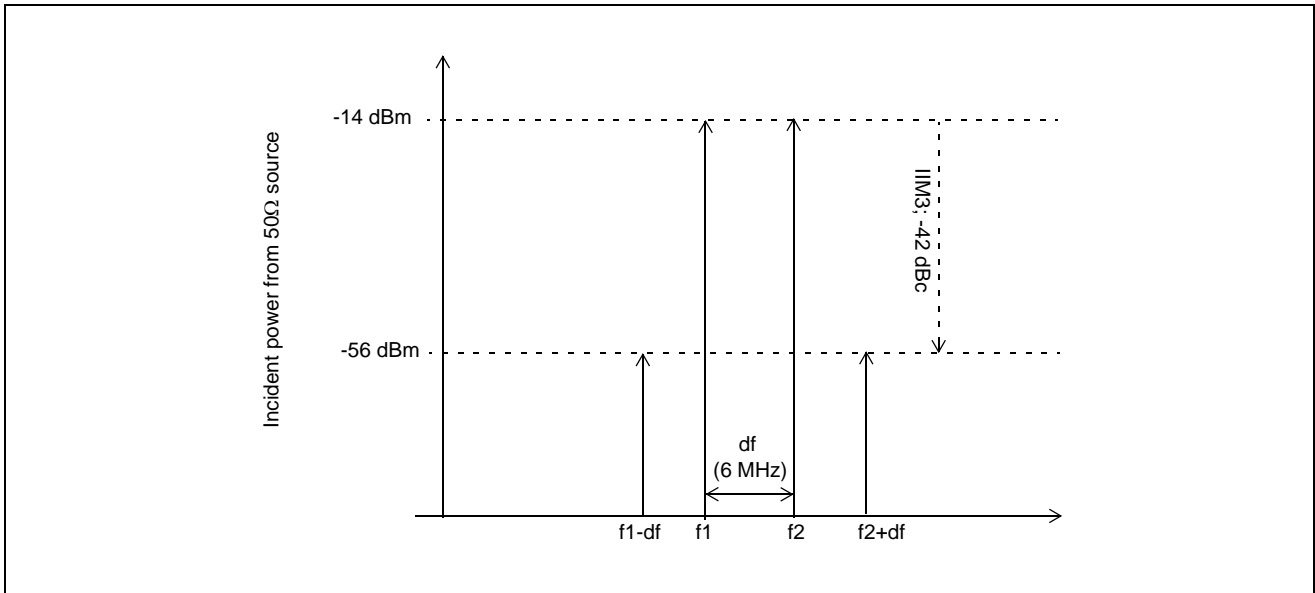 -14 dBm
Incident power from 50Ω source
IIM3; -42 dBc
-56 dBm
df
(6 MHz)
f1-df
f1
f2
f2+df